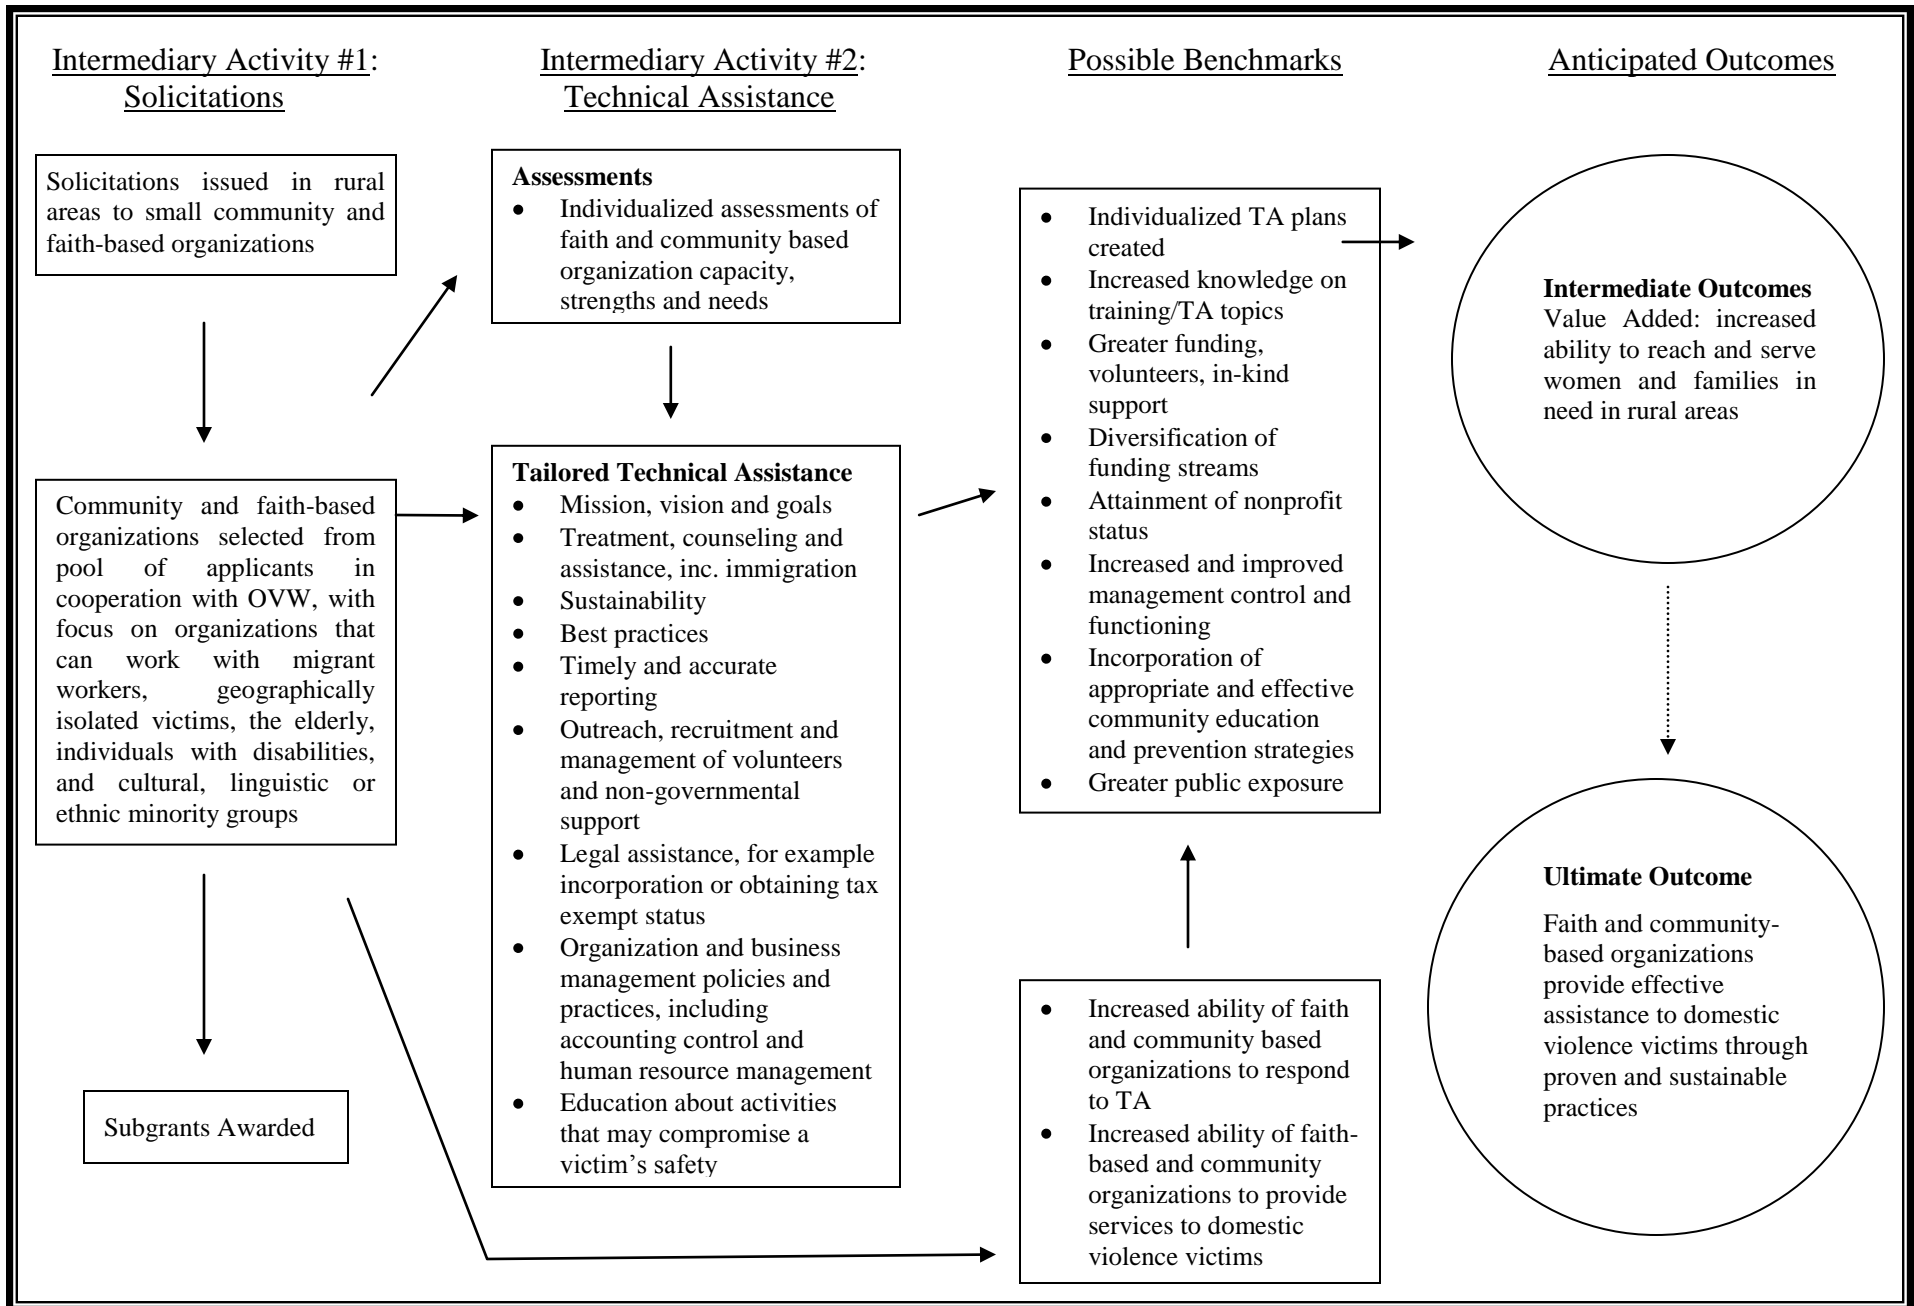 Intermediary Activity #1:
Solicitations
Solicitations issued in rural
areas to small community and
faith-based organizations
Community and faith-based
organizations selected from
pool of applicants in
cooperation with OVW, with
focus on organizations that
can work with migrant
workers, geographically
isolated victims, the elderly,
individuals with disabilities,
and cultural, linguistic or
ethnic minority groups
Subgrants Awarded
Intermediary Activity #2:
Technical Assistance
Assessments
• Individualized assessments of
faith and community based
organization capacity,
strengths and needs
Tailored Technical Assistance
• Mission, vision and goals
• Treatment, counseling and
assistance, inc. immigration
• Sustainability
• Best practices
• Timely and accurate
reporting
• Outreach, recruitment and
management of volunteers
and non-governmental
support
• Legal assistance, for example
incorporation or obtaining tax
exempt status
• Organization and business
management policies and
practices, including
accounting control and
human resource management
• Education about activities
that may compromise a
victim’s safety
Possible Benchmarks
• Individualized TA plans
created
• Increased knowledge on
training/TA topics
• Greater funding,
volunteers, in-kind
support
• Diversification of
funding streams
• Attainment of nonprofit
status
• Increased and improved
management control and
functioning
• Incorporation of
appropriate and effective
community education
and prevention strategies
• Greater public exposure
• Increased ability of faith
and community based
organizations to respond
to TA
• Increased ability of faith-
based and community
organizations to provide
services to domestic
violence victims
Anticipated Outcomes
Intermediate Outcomes
Value Added: increased
ability to reach and serve
women and families in
need in rural areas
Ultimate Outcome
Faith and community-
based organizations
provide effective
assistance to domestic
violence victims through
proven and sustainable
practices